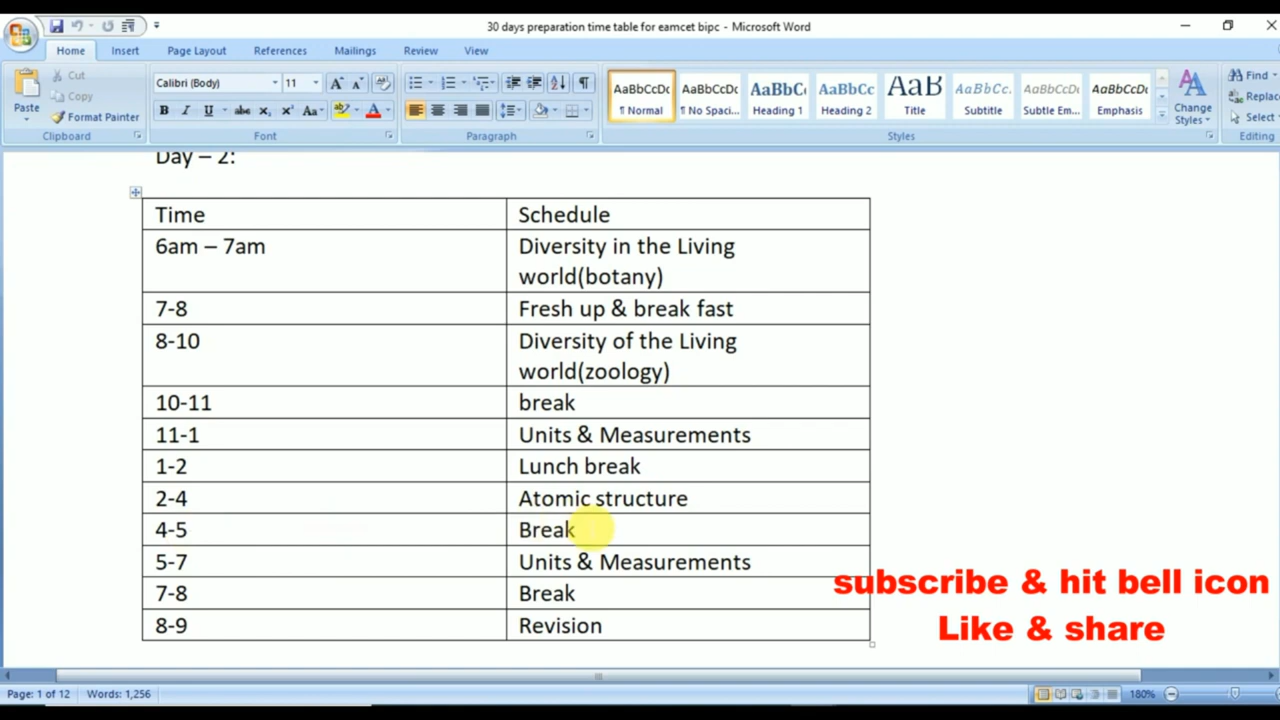 30 days preparation time table for eamcet bipc - Microsoft Word
Home Insert Page Layout References Mailings Review View
Paste
Cut
Copy
Format Painter
Clipboard
Calibri (Body) 11
B I U abc x₂ x² Aa
Font
Paragraph
AaBbCcDc AaBbCcDc AaBbC AaBbCc AaB AaBbCc. AaBbCcDc AaBbCcDc
¶ Normal ¶ No Spaci... Heading 1 Heading 2 Title Subtitle Subtle Em... Emphasis
Change
Styles
Styles
Find
Replac
Select
Editing
Day – 2:
Time Schedule
6am – 7am Diversity in the Living
world(botany)
7-8 Fresh up & break fast
8-10 Diversity of the Living
world(zoology)
10-11 break
11-1 Units & Measurements
1-2 Lunch break
2-4 Atomic structure
4-5 Break
5-7 Units & Measurements
7-8 Break
8-9 Revision
subscribe & hit bell icon
Like & share
Page: 1 of 12 Words: 1,256 180%